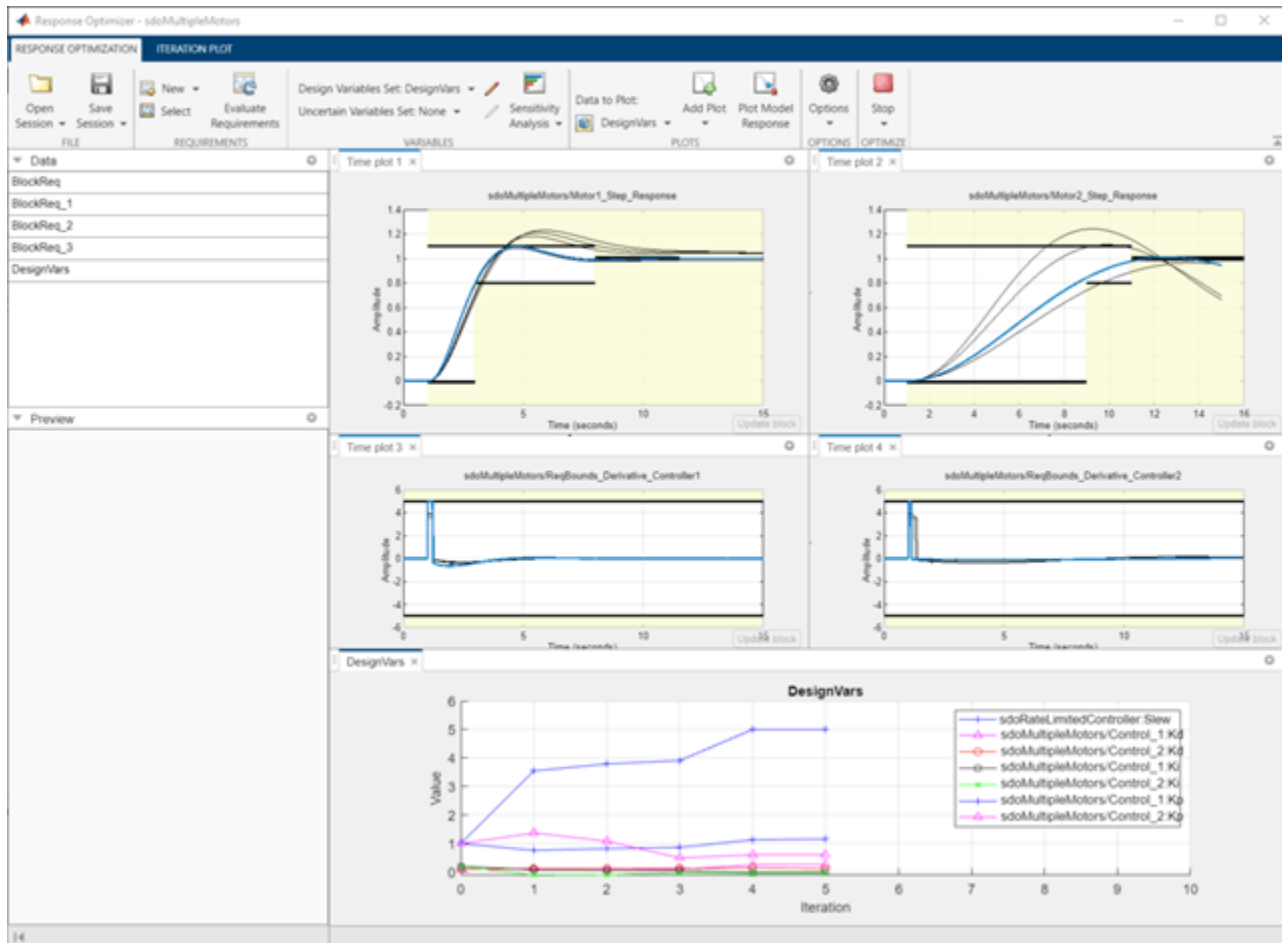 Response Optimizer - sdoMultipleMotors
RESPONSE OPTIMIZATION ITERATION PLOT
Open Session
Save Session
New
Select
Evaluate Requirements
Design Variables Set: DesignVars
Uncertain Variables Set: None
Sensitivity Analysis
Data to Plot:
DesignVars
Add Plot
Plot Model Response
Options
Stop
FILE REQUIREMENTS VARIABLES PLOTS OPTIONS OPTIMIZE
Data
BlockReq
BlockReq_1
BlockReq_2
BlockReq_3
DesignVars
Preview
Time plot 1
sdoMultipleMotors/Motor1_Step_Response
Amplitude
1.4
1.2
1
0.8
0.6
0.4
0.2
0
-0.2
0 5 10 15
Time (seconds)
Update block
Time plot 2
sdoMultipleMotors/Motor2_Step_Response
Amplitude
1.4
1.2
1
0.8
0.6
0.4
0.2
0
-0.2
0 2 4 6 8 10 12 14 16
Time (seconds)
Update block
Time plot 3
sdoMultipleMotors/ReqBounds_Derivative_Controller1
Amplitude
6
4
2
0
-2
-4
-6
0 5 10 15
Time (seconds)
Update block
Time plot 4
sdoMultipleMotors/ReqBounds_Derivative_Controller2
Amplitude
6
4
2
0
-2
-4
-6
0 5 10 15
Time (seconds)
Update block
DesignVars
DesignVars
Value
6
5
4
3
2
1
0
0 1 2 3 4 5 6 7 8 9 10
Iteration
sdoRateLimitedController:Slew
sdoMultipleMotors/Control_1:Kd
sdoMultipleMotors/Control_2:Kd
sdoMultipleMotors/Control_1:Ki
sdoMultipleMotors/Control_2:Ki
sdoMultipleMotors/Control_1:Kp
sdoMultipleMotors/Control_2:Kp